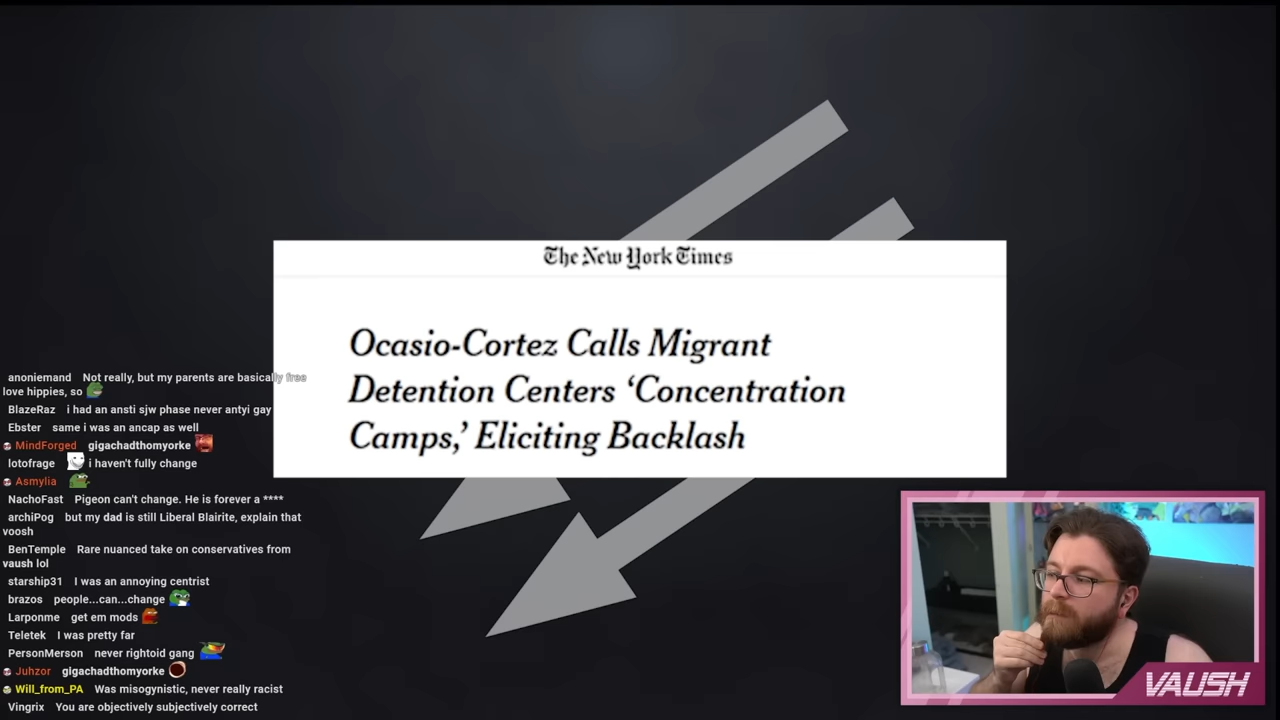 The New York Times
Ocasio-Cortez Calls Migrant
Detention Centers ‘Concentration
Camps,’ Eliciting Backlash
anoniemand Not really, but my parents are basically free
love hippies, so
BlazeRaz i had an ansti sjw phase never antyi gay
Ebster same i was an ancap as well
MindForged gigachadthomyorke
lotofrage i haven't fully change
Asmylia
NachoFast Pigeon can't change. He is forever a ****
archiPog but my dad is still Liberal Blairite, explain that
voosh
BenTemple Rare nuanced take on conservatives from
vaush lol
starship31 I was an annoying centrist
brazos people...can...change
Larponme get em mods
Teletek I was pretty far
PersonMerson never rightoid gang
Juhzor gigachadthomyorke
Will_from_PA Was misogynistic, never really racist
Vingrix You are objectively subjectively correct
VAUSH